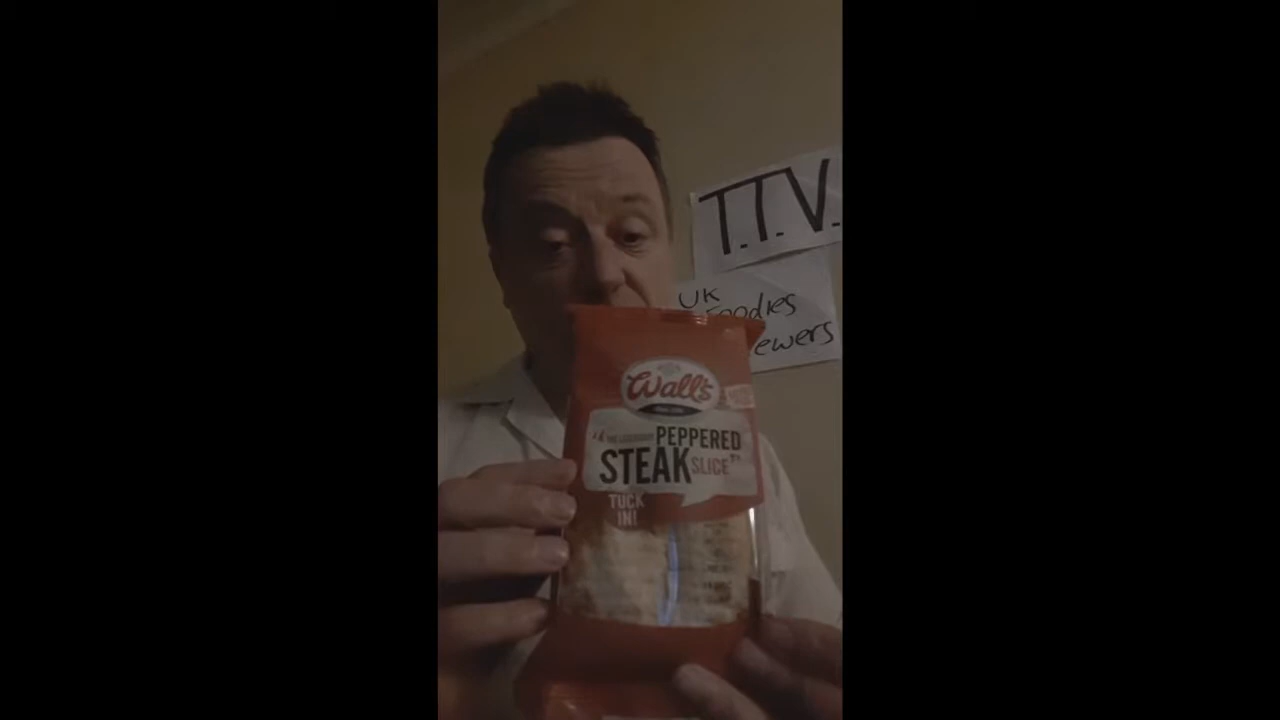 T.T.V.
UK
Foodies
ewers
Wall's
PEPPERED
STEAK SLICE"
TUCK
IN!